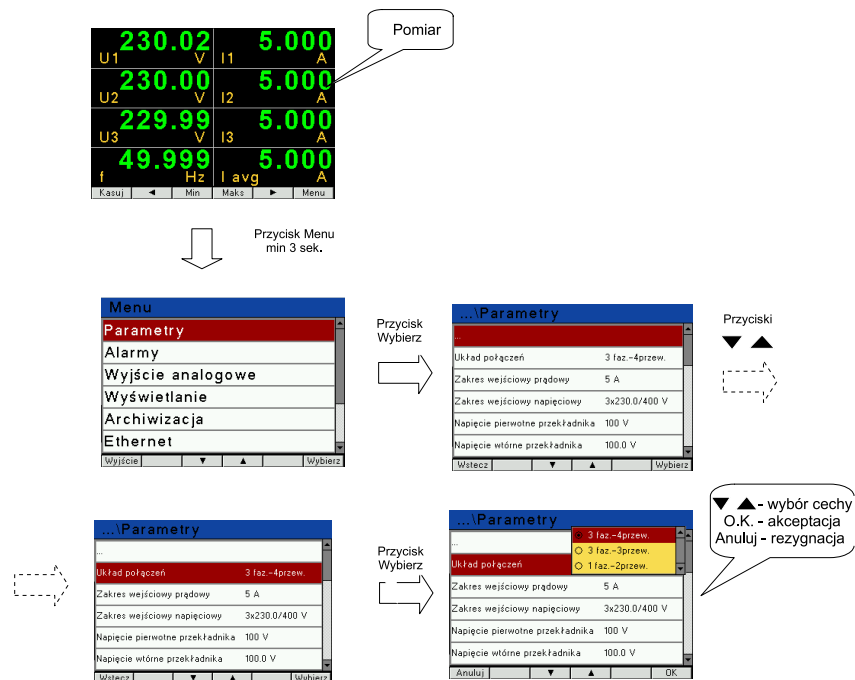 230.02 5.000
U1 V I1 A
Pomiar
230.00 5.000
U2 V I2 A
229.99 5.000
U3 V I3 A
49.999 5.000
f Hz I avg A
Kasuj ◄ Min Maks ► Menu
Przycisk Menu
min 3 sek.
Menu
Parametry
Alarmy
Wyjście analogowe
Wyświetlanie
Archiwizacja
Ethernet
Wyjście ▼ ▲ Wybierz
Przycisk
Wybierz
...\Parametry
...
Układ połączeń 3 faz.-4przew.
Zakres wejściowy prądowy 5 A
Zakres wejściowy napięciowy 3x230.0/400 V
Napięcie pierwotne przekładnika 100 V
Napięcie wtórne przekładnika 100.0 V
Wstecz ▼ ▲ Wybierz
Przyciski
▼ ▲
...\Parametry
...
Układ połączeń 3 faz.-4przew.
Zakres wejściowy prądowy 5 A
Zakres wejściowy napięciowy 3x230.0/400 V
Napięcie pierwotne przekładnika 100 V
Napięcie wtórne przekładnika 100.0 V
Wstecz ▼ ▲ Wybierz
Przycisk
Wybierz
...\Parametry
...
3 faz.-4przew.
3 faz.-3przew.
1 faz.-2przew.
Układ połączeń
Zakres wejściowy prądowy 5 A
Zakres wejściowy napięciowy 3x230.0/400 V
Napięcie pierwotne przekładnika 100 V
Napięcie wtórne przekładnika 100.0 V
Anuluj ▼ ▲ OK
▼ ▲ - wybór cechy
O.K. - akceptacja
Anuluj - rezygnacja